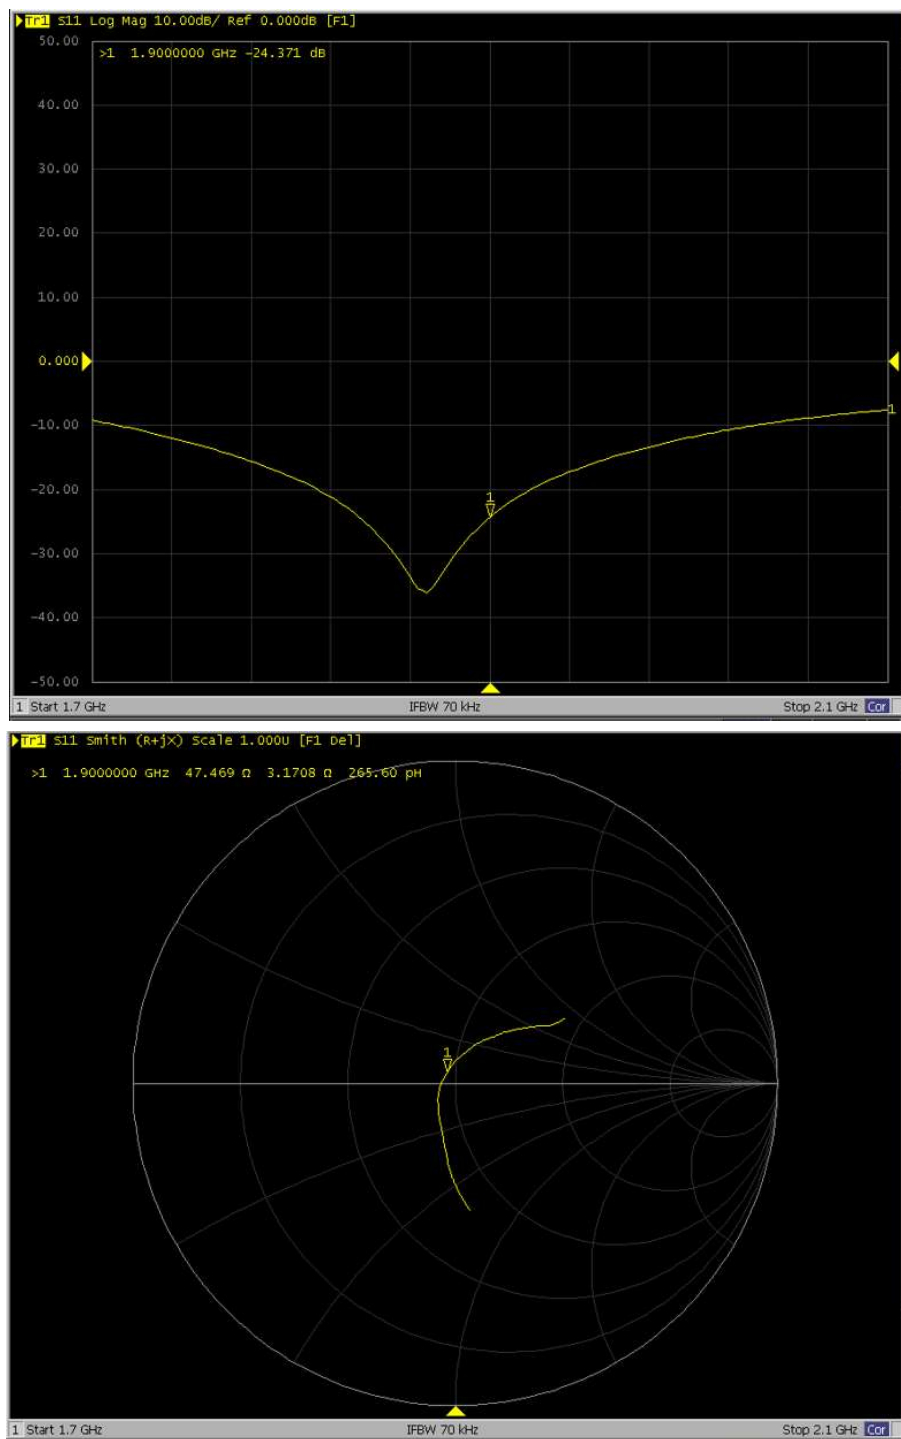 Tr1 S11 Log Mag 10.00dB/ Ref 0.000dB [F1]
50.00
>1 1.9000000 GHz -24.371 dB
40.00
30.00
20.00
10.00
0.000
1
-10.00
-20.00
1
-30.00
-40.00
-50.00
1 Start 1.7 GHz IFBW 70 kHz Stop 2.1 GHz Cor
Tr1 S11 Smith (R+jX) Scale 1.000U [F1 Del]
>1 1.9000000 GHz 47.469 Ω 3.1708 Ω 265.60 pH
1
1 Start 1.7 GHz IFBW 70 kHz Stop 2.1 GHz Cor